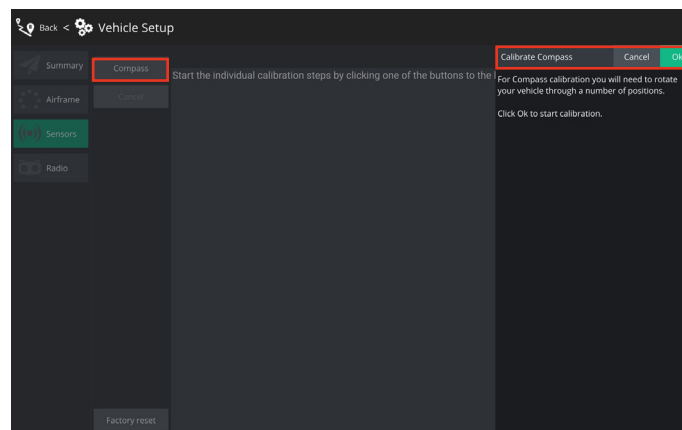 Back < Vehicle Setup
Summary
Airframe
Sensors
Radio
Compass
Cancel
Factory reset
Start the individual calibration steps by clicking one of the buttons to the
Calibrate Compass Cancel Ok
For Compass calibration you will need to rotate
your vehicle through a number of positions.
Click Ok to start calibration.